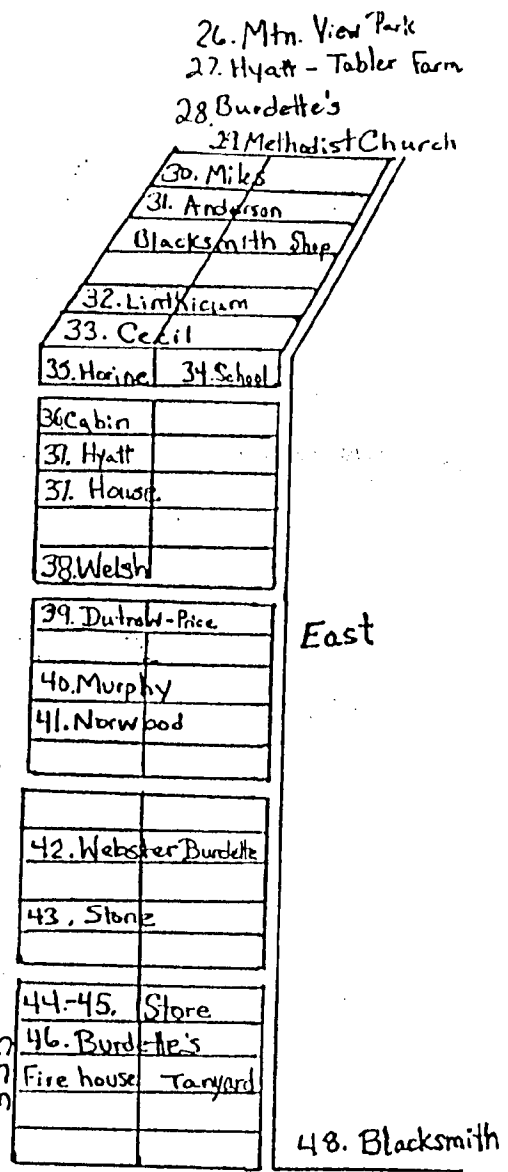 26. Mtn. View Park
27. Hyatt - Tabler Farm
28. Burdette's
29 Methodist Church
30. Miles
31. Anderson
Blacksmith Shop
32. Linthicum
33. Cecil
35. Horine 34. School
36 Cabin
37. Hyatt
37. House
38. Welsh
39. Dutrow-Price
East
40. Murphy
41. Norwood
42. Webster Burdette
43. Stone
44.-45. Store
46. Burdette's
Fire house Tanyard
48. Blacksmith